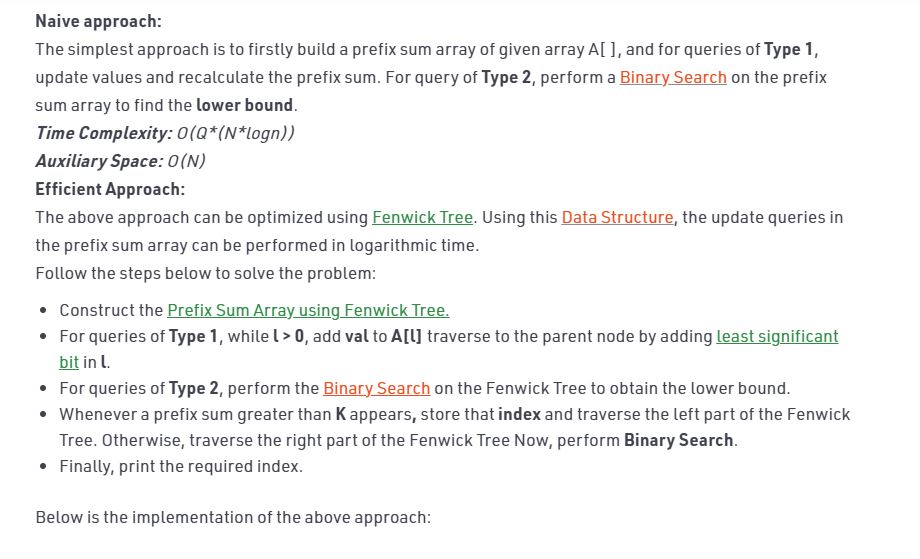 Naive approach:
The simplest approach is to firstly build a prefix sum array of given array A[ ], and for queries of Type 1,
update values and recalculate the prefix sum. For query of Type 2, perform a Binary Search on the prefix
sum array to find the lower bound.
Time Complexity: O(Q*(N*logn))
Auxiliary Space: O(N)
Efficient Approach:
The above approach can be optimized using Fenwick Tree. Using this Data Structure, the update queries in
the prefix sum array can be performed in logarithmic time.
Follow the steps below to solve the problem:
• Construct the Prefix Sum Array using Fenwick Tree.
• For queries of Type 1, while l > 0, add val to A[l] traverse to the parent node by adding least significant
bit in l.
• For queries of Type 2, perform the Binary Search on the Fenwick Tree to obtain the lower bound.
• Whenever a prefix sum greater than K appears, store that index and traverse the left part of the Fenwick
Tree. Otherwise, traverse the right part of the Fenwick Tree Now, perform Binary Search.
• Finally, print the required index.
Below is the implementation of the above approach: